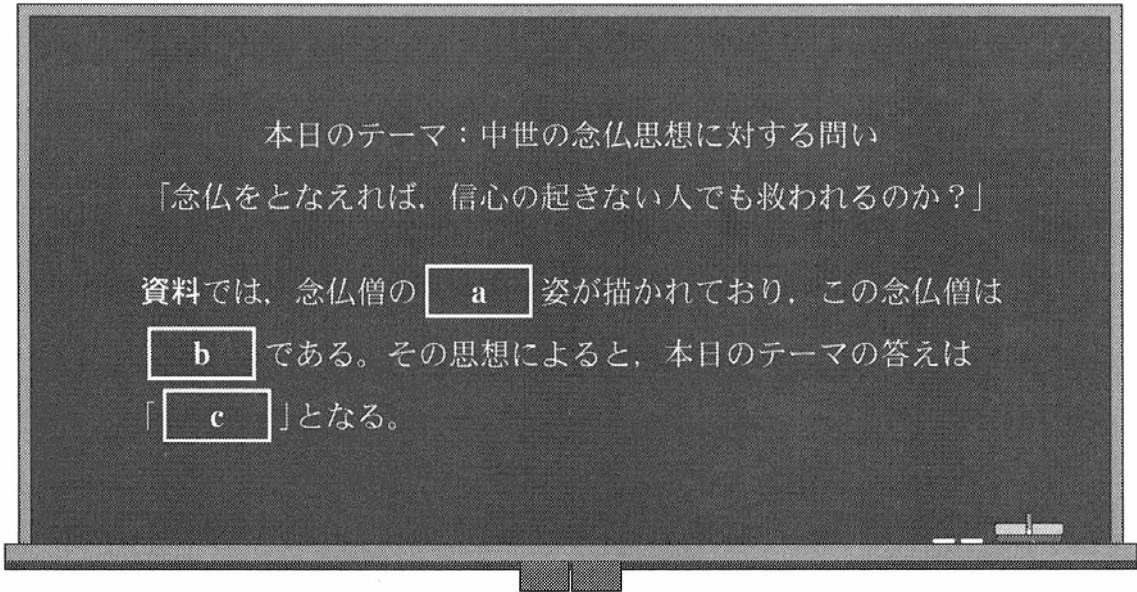 本日のテーマ：中世の念仏思想に対する問い
「念仏をとなえれば，信心の起きない人でも救われるのか？」
資料では，念仏僧の a 姿が描かれており，この念仏僧は
b である。その思想によると，本日のテーマの答えは
「 c 」となる。